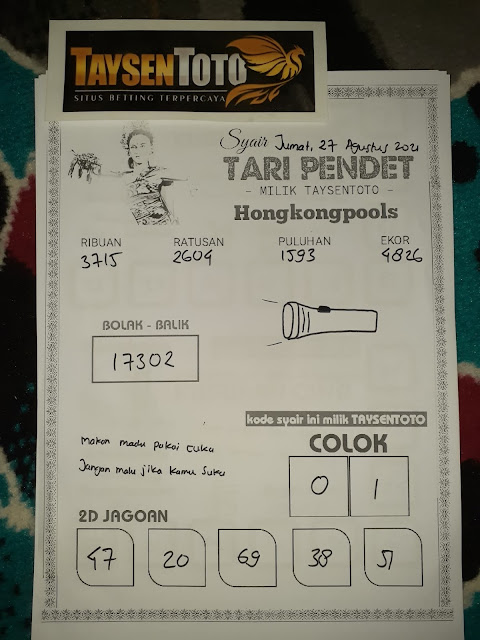 TAYSENTOTO
SITUS BETTING TERPERCAYA
Syair Jumat, 27 Agustus 2021
TARI PENDET
- MILIK TAYSENTOTO -
Hongkongpools
RIBUAN RATUSAN PULUHAN EKOR
3715 2604 1593 4826
BOLAK - BALIK
17302
kode syair ini milik TAYSENTOTO
Makan madu pakai cuka
Jangan malu jika kamu suka
COLOK
0 1
2D JAGOAN
47 20 69 38 51